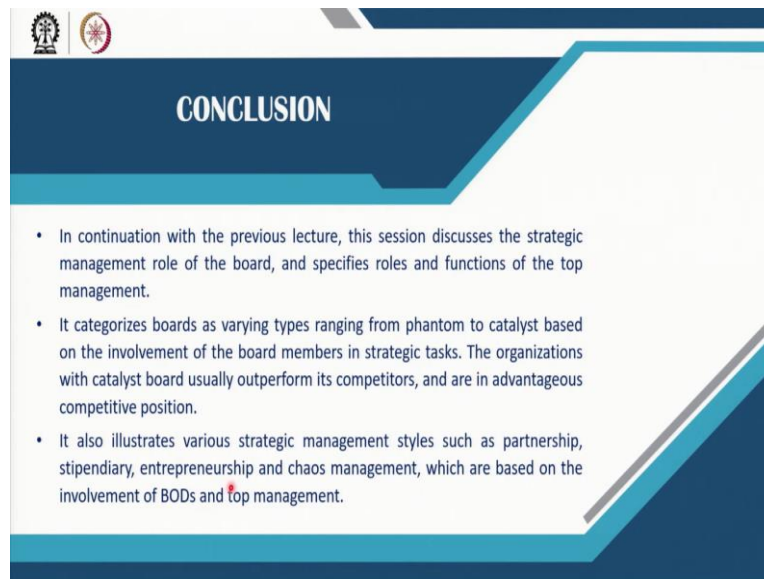 CONCLUSION
• In continuation with the previous lecture, this session discusses the strategic
management role of the board, and specifies roles and functions of the top
management.
• It categorizes boards as varying types ranging from phantom to catalyst based
on the involvement of the board members in strategic tasks. The organizations
with catalyst board usually outperform its competitors, and are in advantageous
competitive position.
• It also illustrates various strategic management styles such as partnership,
stipendiary, entrepreneurship and chaos management, which are based on the
involvement of BODs and top management.